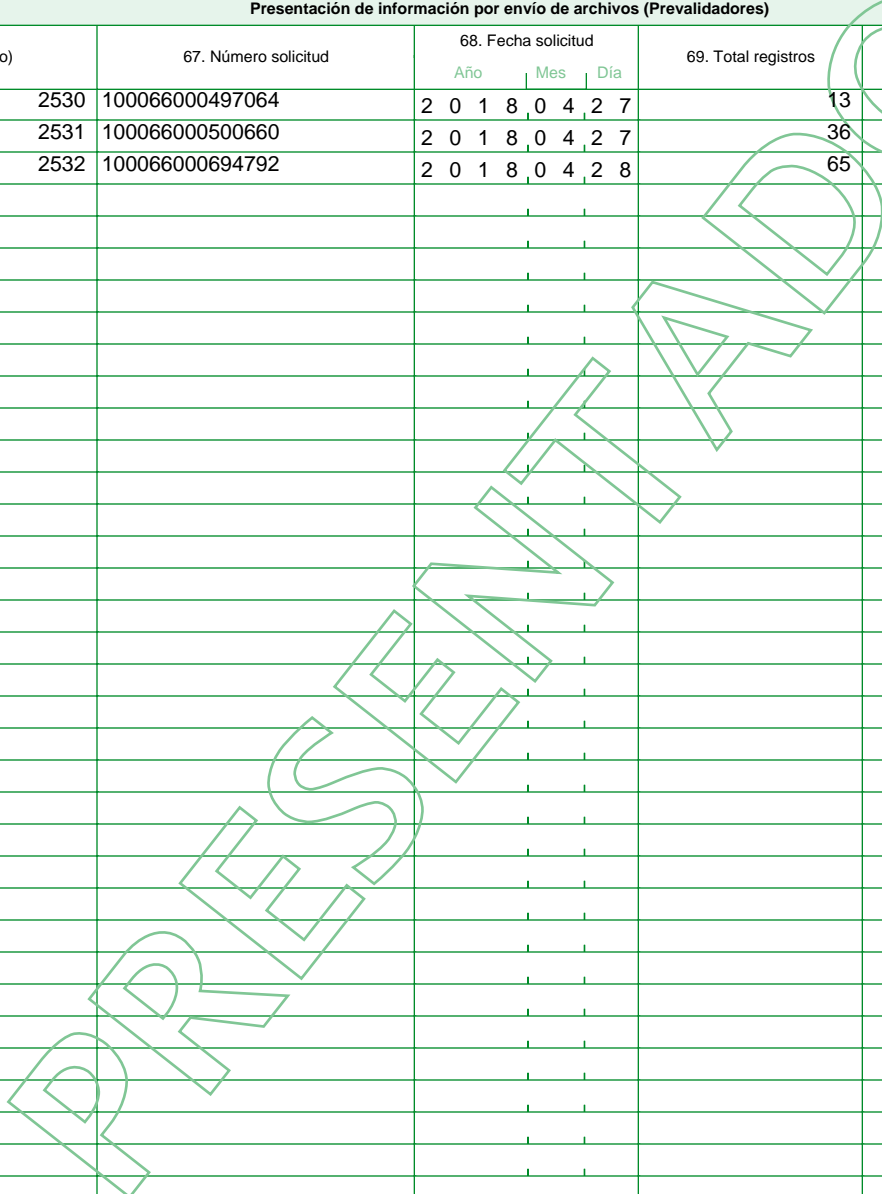 Presentación de información por envío de archivos (Prevalidadores)
o) 67. Número solicitud 68. Fecha solicitud 69. Total registros
Año Mes Día
2530 100066000497064 2 0 1 8 0 4 2 7 13
2531 100066000500660 2 0 1 8 0 4 2 7 36
2532 100066000694792 2 0 1 8 0 4 2 8 65
PRESENTADO